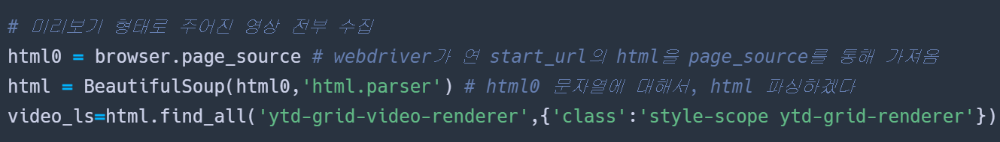 # 미리보기 형태로 주어진 영상 전부 수집
html0 = browser.page_source # webdriver가 연 start_url의 html을 page_source를 통해 가져옴
html = BeautifulSoup(html0,'html.parser') # html0 문자열에 대해서, html 파싱하겠다
video_ls=html.find_all('ytd-grid-video-renderer',{'class':'style-scope ytd-grid-renderer'})